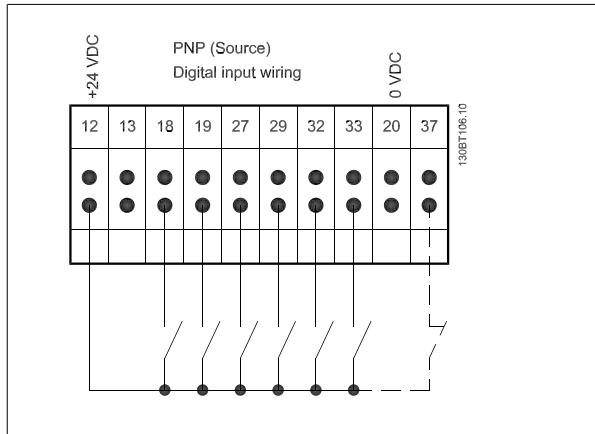 PNP (Source)
Digital input wiring
+24 VDC
0 VDC
12 13 18 19 27 29 32 33 20 37
130BT106.10